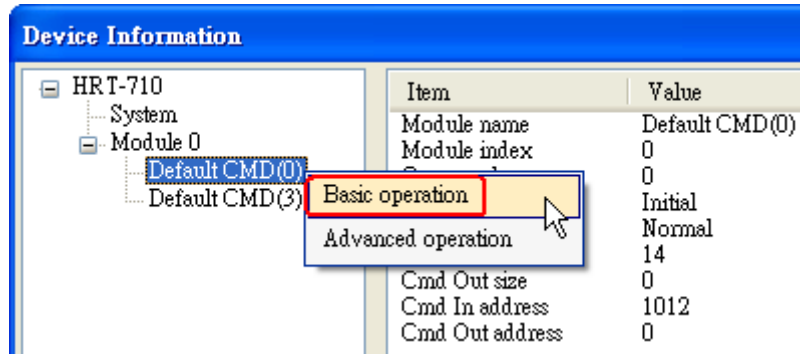 Device Information
HRT-710
System
Module 0
Default CMD(0)
Default CMD(3)
Basic operation
Advanced operation
Item Value
Module name Default CMD(0)
Module index 0
0
Initial
Normal
14
Cmd Out size 0
Cmd In address 1012
Cmd Out address 0